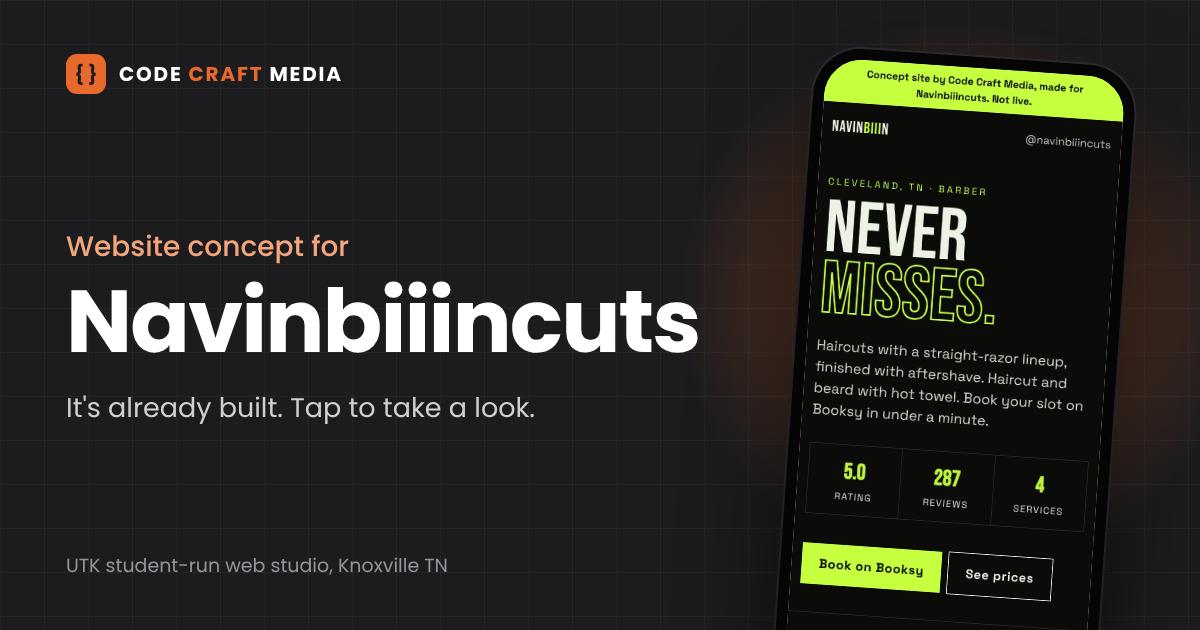 { } CODE CRAFT MEDIA
Website concept for
Navinbiiincuts
It's already built. Tap to take a look.
UTK student-run web studio, Knoxville TN
Concept site by Code Craft Media, made for
Navinbiiincuts. Not live.
NAVINBIIIN
@navinbiiincuts
CLEVELAND, TN · BARBER
NEVER
MISSES.
Haircuts with a straight-razor lineup,
finished with aftershave. Haircut and
beard with hot towel. Book your slot on
Booksy in under a minute.
5.0 287 4
RATING REVIEWS SERVICES
Book on Booksy See prices